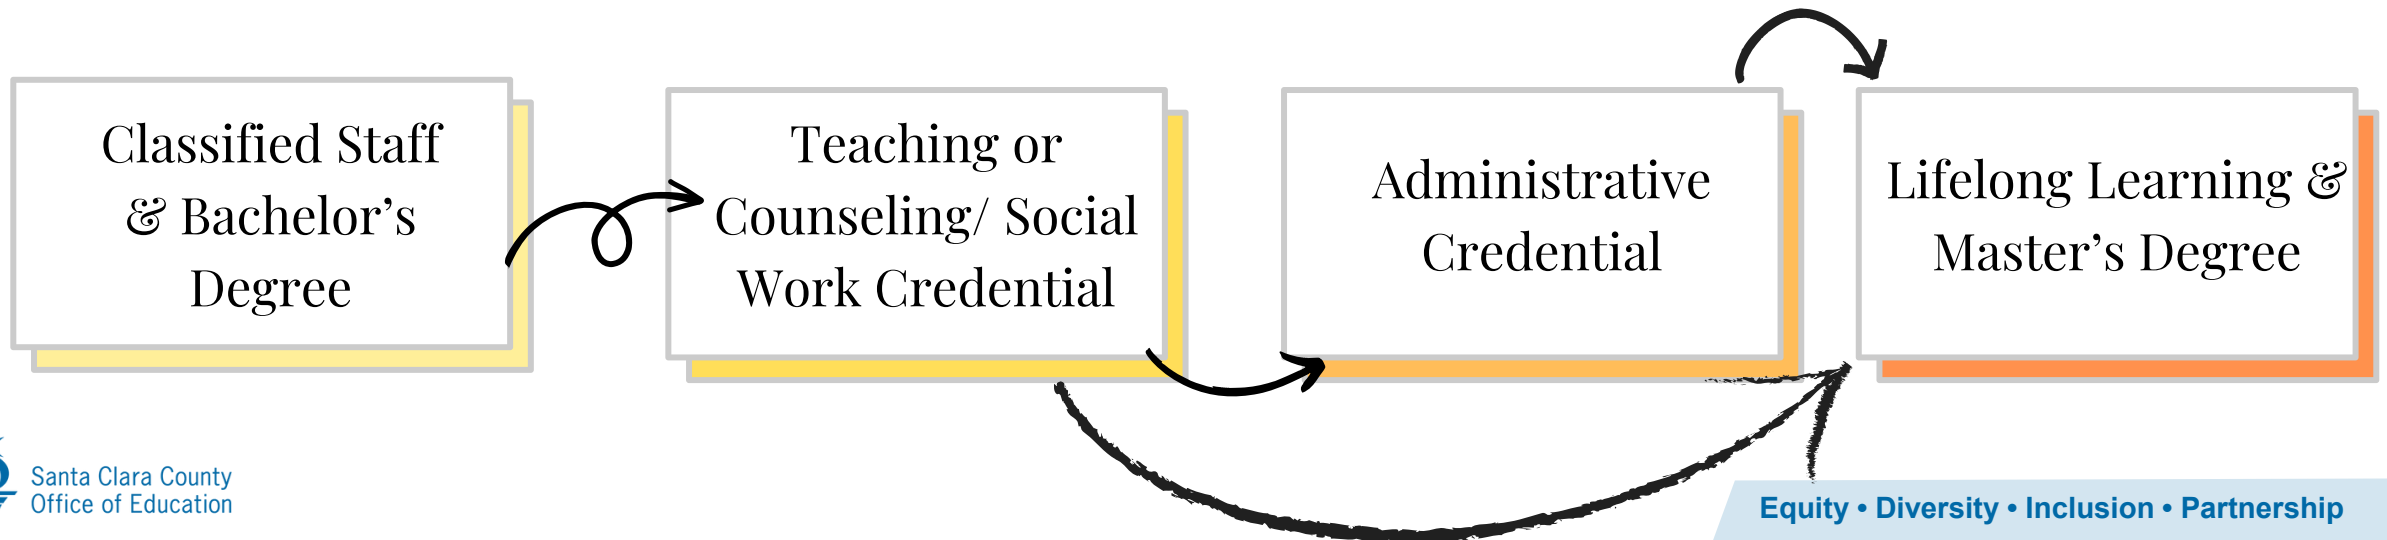 Classified Staff
& Bachelor’s
Degree
Teaching or
Counseling/ Social
Work Credential
Administrative
Credential
Lifelong Learning &
Master’s Degree
Santa Clara County
Office of Education
Equity • Diversity • Inclusion • Partnership